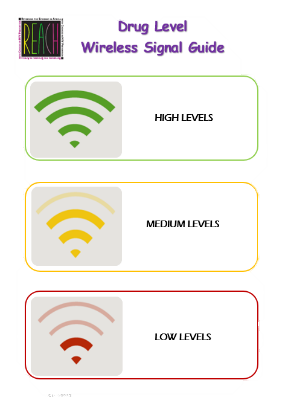 REACH
Drug Level
Wireless Signal Guide
HIGH LEVELS
MEDIUM LEVELS
LOW LEVELS